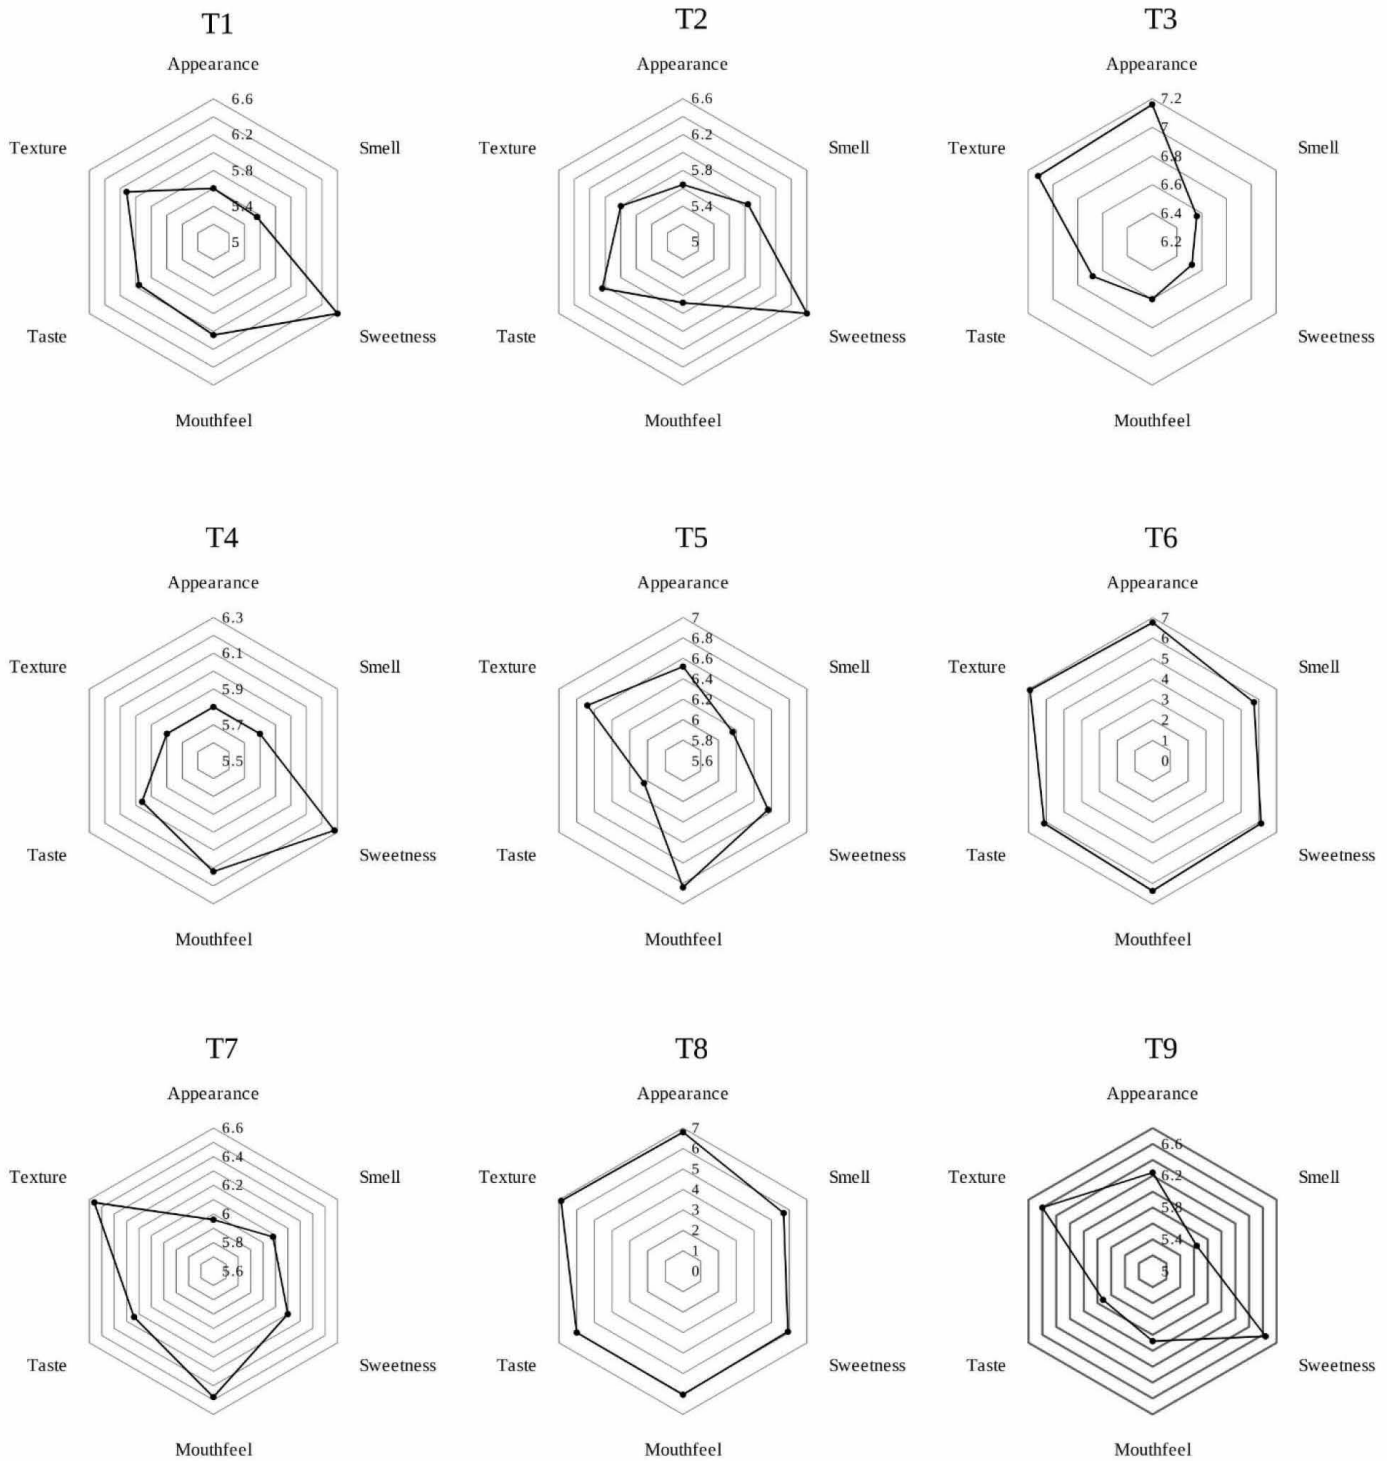 T1
Appearance
6.6
6.2
5.8
5.4
5
Texture
Smell
Taste
Sweetness
Mouthfeel
T2
Appearance
6.6
6.2
5.8
5.4
5
Texture
Smell
Taste
Sweetness
Mouthfeel
T3
Appearance
7.2
7
6.8
6.6
6.4
6.2
Texture
Smell
Taste
Sweetness
Mouthfeel
T4
Appearance
6.3
6.1
5.9
5.7
5.5
Texture
Smell
Taste
Sweetness
Mouthfeel
T5
Appearance
7
6.8
6.6
6.4
6.2
6
5.8
5.6
Texture
Smell
Taste
Sweetness
Mouthfeel
T6
Appearance
7
6
5
4
3
2
1
0
Texture
Smell
Taste
Sweetness
Mouthfeel
T7
Appearance
6.6
6.4
6.2
6
5.8
5.6
Texture
Smell
Taste
Sweetness
Mouthfeel
T8
Appearance
7
6
5
4
3
2
1
0
Texture
Smell
Taste
Sweetness
Mouthfeel
T9
Appearance
6.6
6.2
5.8
5.4
5
Texture
Smell
Taste
Sweetness
Mouthfeel